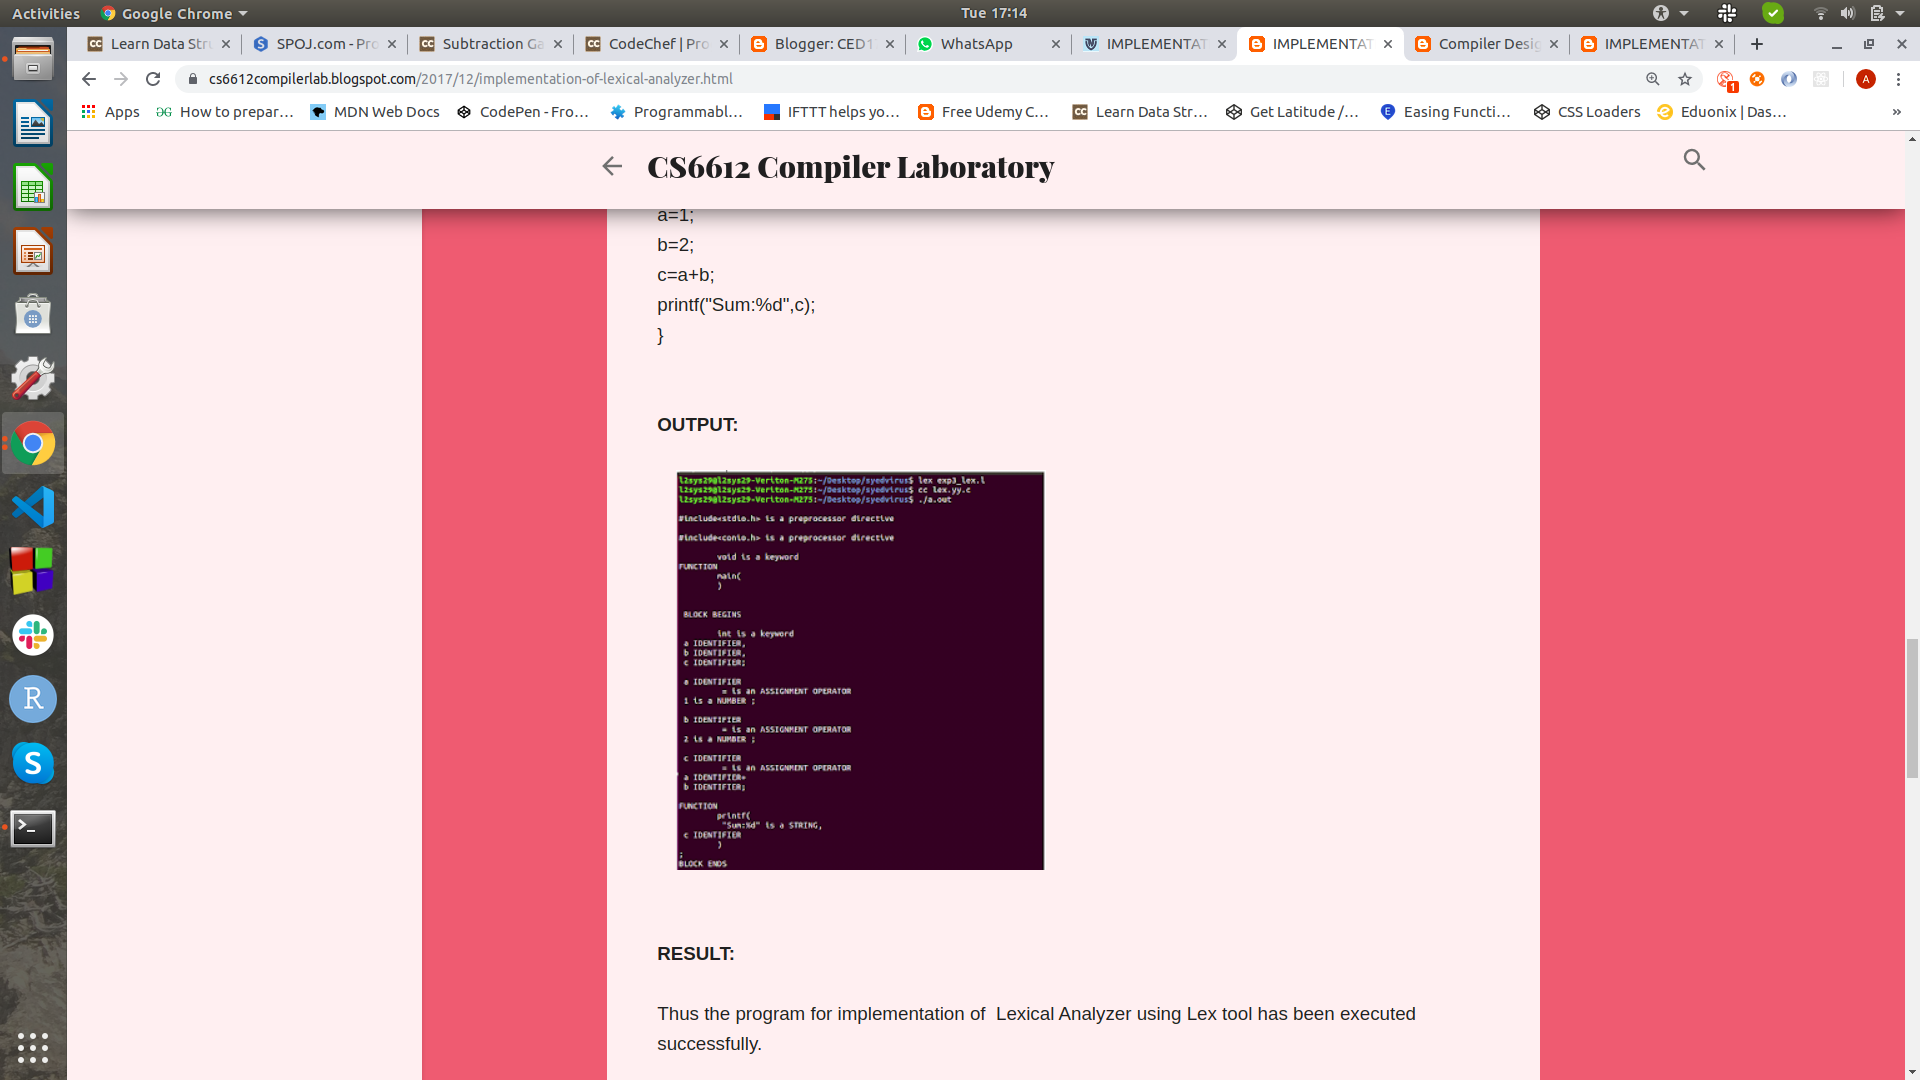 Activities
Google Chrome
Tue 17:14
Learn Data Stru
SPOJ.com - Pro
Subtraction Ga
CodeChef | Pro
Blogger: CED1
WhatsApp
IMPLEMENTAT
IMPLEMENTAT
Compiler Desig
IMPLEMENTAT
cs6612compilerlab.blogspot.com/2017/12/implementation-of-lexical-analyzer.html
1
A
Apps
How to prepar…
MDN Web Docs
CodePen - Fro…
Programmabl…
IFTTT helps yo…
Free Udemy C…
Learn Data Str…
Get Latitude /…
Easing Functi…
CSS Loaders
Eduonix | Das…
»
CS6612 Compiler Laboratory
a=1;
b=2;
c=a+b;
printf("Sum:%d",c);
}
OUTPUT:
l2sys29@l2sys29-Veriton-M275:~/Desktop/syedvirus$ lex exp3_lex.l
l2sys29@l2sys29-Veriton-M275:~/Desktop/syedvirus$ cc lex.yy.c
l2sys29@l2sys29-Veriton-M275:~/Desktop/syedvirus$ ./a.out
#include<stdio.h> is a preprocessor directive
#include<conio.h> is a preprocessor directive
void is a keyword
FUNCTION
main(
)
BLOCK BEGINS
int is a keyword
a IDENTIFIER,
b IDENTIFIER,
c IDENTIFIER;
a IDENTIFIER
= is an ASSIGNMENT OPERATOR
1 is a NUMBER ;
b IDENTIFIER
= is an ASSIGNMENT OPERATOR
2 is a NUMBER ;
c IDENTIFIER
= is an ASSIGNMENT OPERATOR
a IDENTIFIER+
b IDENTIFIER;
FUNCTION
printf(
"Sum:%d" is a STRING,
c IDENTIFIER
)
;
BLOCK ENDS
RESULT:
Thus the program for implementation of  Lexical Analyzer using Lex tool has been executed
successfully.